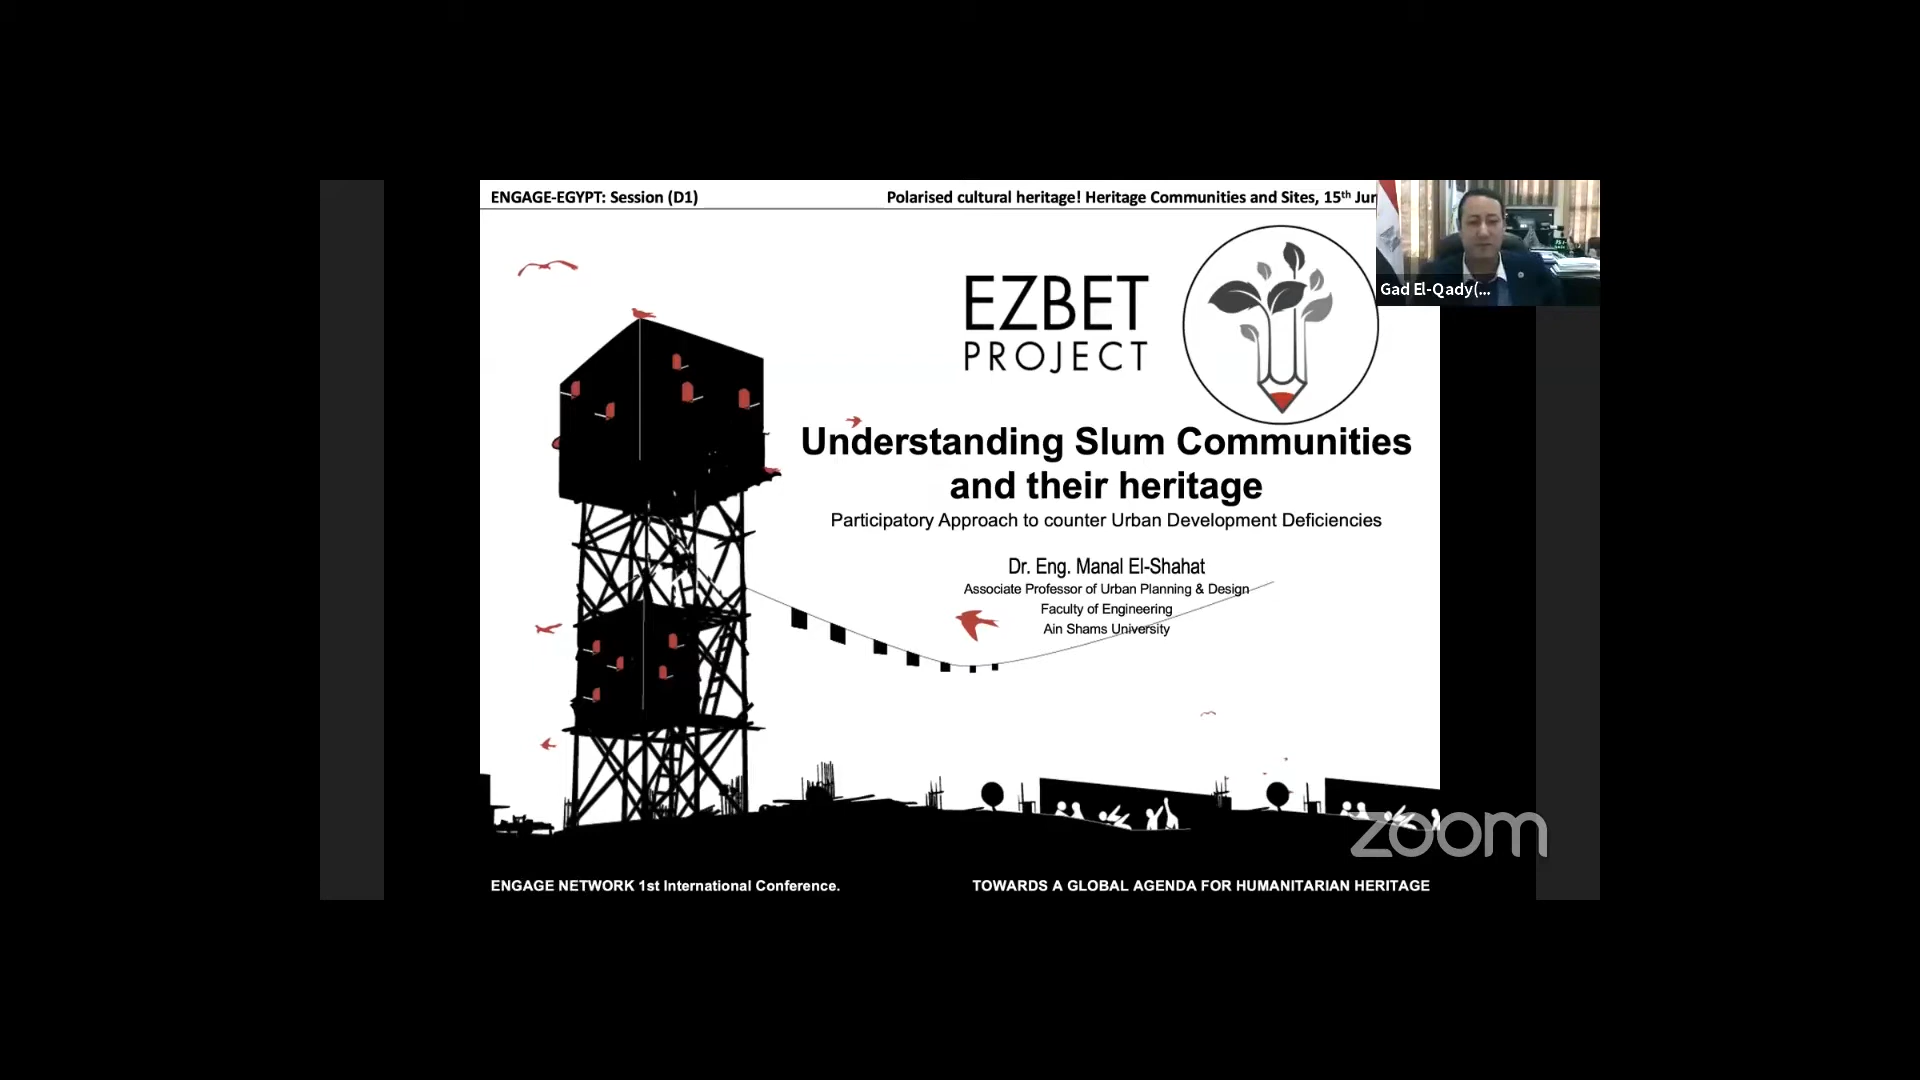 ENGAGE-EGYPT: Session (D1)
Polarised cultural heritage! Heritage Communities and Sites, 15th Jun
Gad El-Qady(...
EZBET
PROJECT
Understanding Slum Communities
and their heritage
Participatory Approach to counter Urban Development Deficiencies
Dr. Eng. Manal El-Shahat
Associate Professor of Urban Planning & Design
Faculty of Engineering
Ain Shams University
zoom
ENGAGE NETWORK 1st International Conference.
TOWARDS A GLOBAL AGENDA FOR HUMANITARIAN HERITAGE